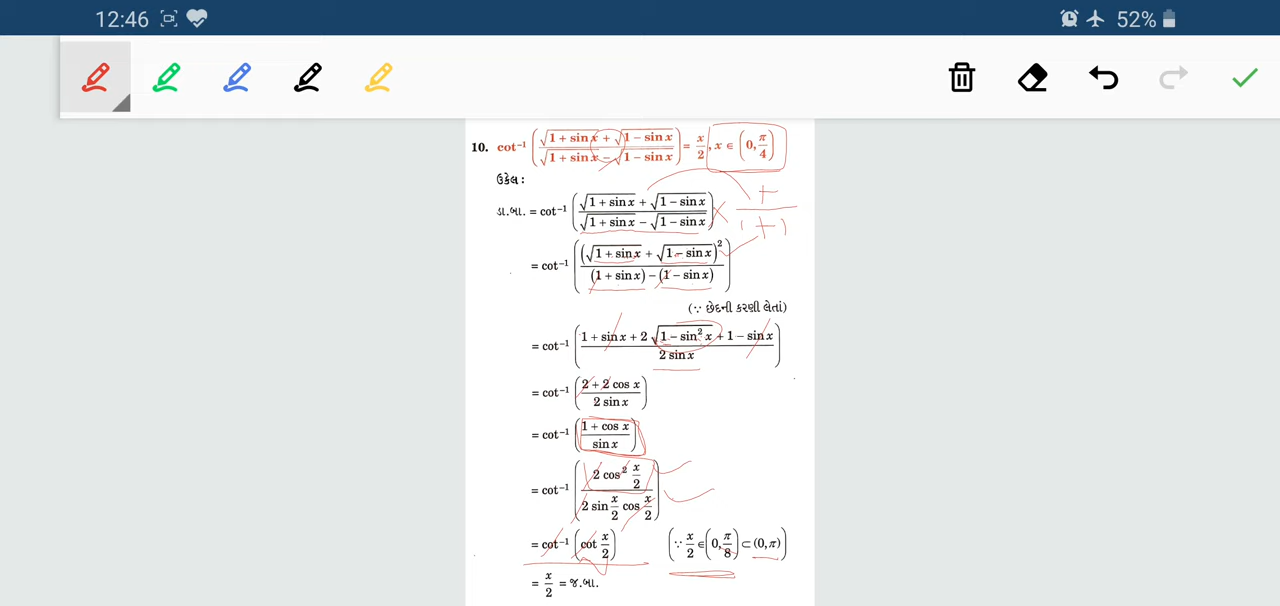 12:46 52%
10. cot⁻¹ ((√(1 + sin x) + √(1 − sin x)) / (√(1 + sin x) − √(1 − sin x))) = x/2, x ∈ (0, π/4)
ઉકેલ :
ડા.બા. = cot⁻¹ ((√(1 + sin x) + √(1 − sin x)) / (√(1 + sin x) − √(1 − sin x))) × + / (+)
= cot⁻¹ ((√(1 + sin x) + √(1 − sin x))² / ((1 + sin x) − (1 − sin x)))
(∵ છેદની કરણી લેતાં)
= cot⁻¹ ((1 + sin x + 2 √(1 − sin² x) + 1 − sin x) / (2 sin x))
= cot⁻¹ ((2 + 2 cos x) / (2 sin x))
= cot⁻¹ ((1 + cos x) / (sin x))
= cot⁻¹ ((2 cos² x/2) / (2 sin x/2 cos x/2))
= cot⁻¹ (cot x/2) (∵ x/2 ∈ (0, π/8) ⊂ (0, π))
= x/2 = જ.બા.